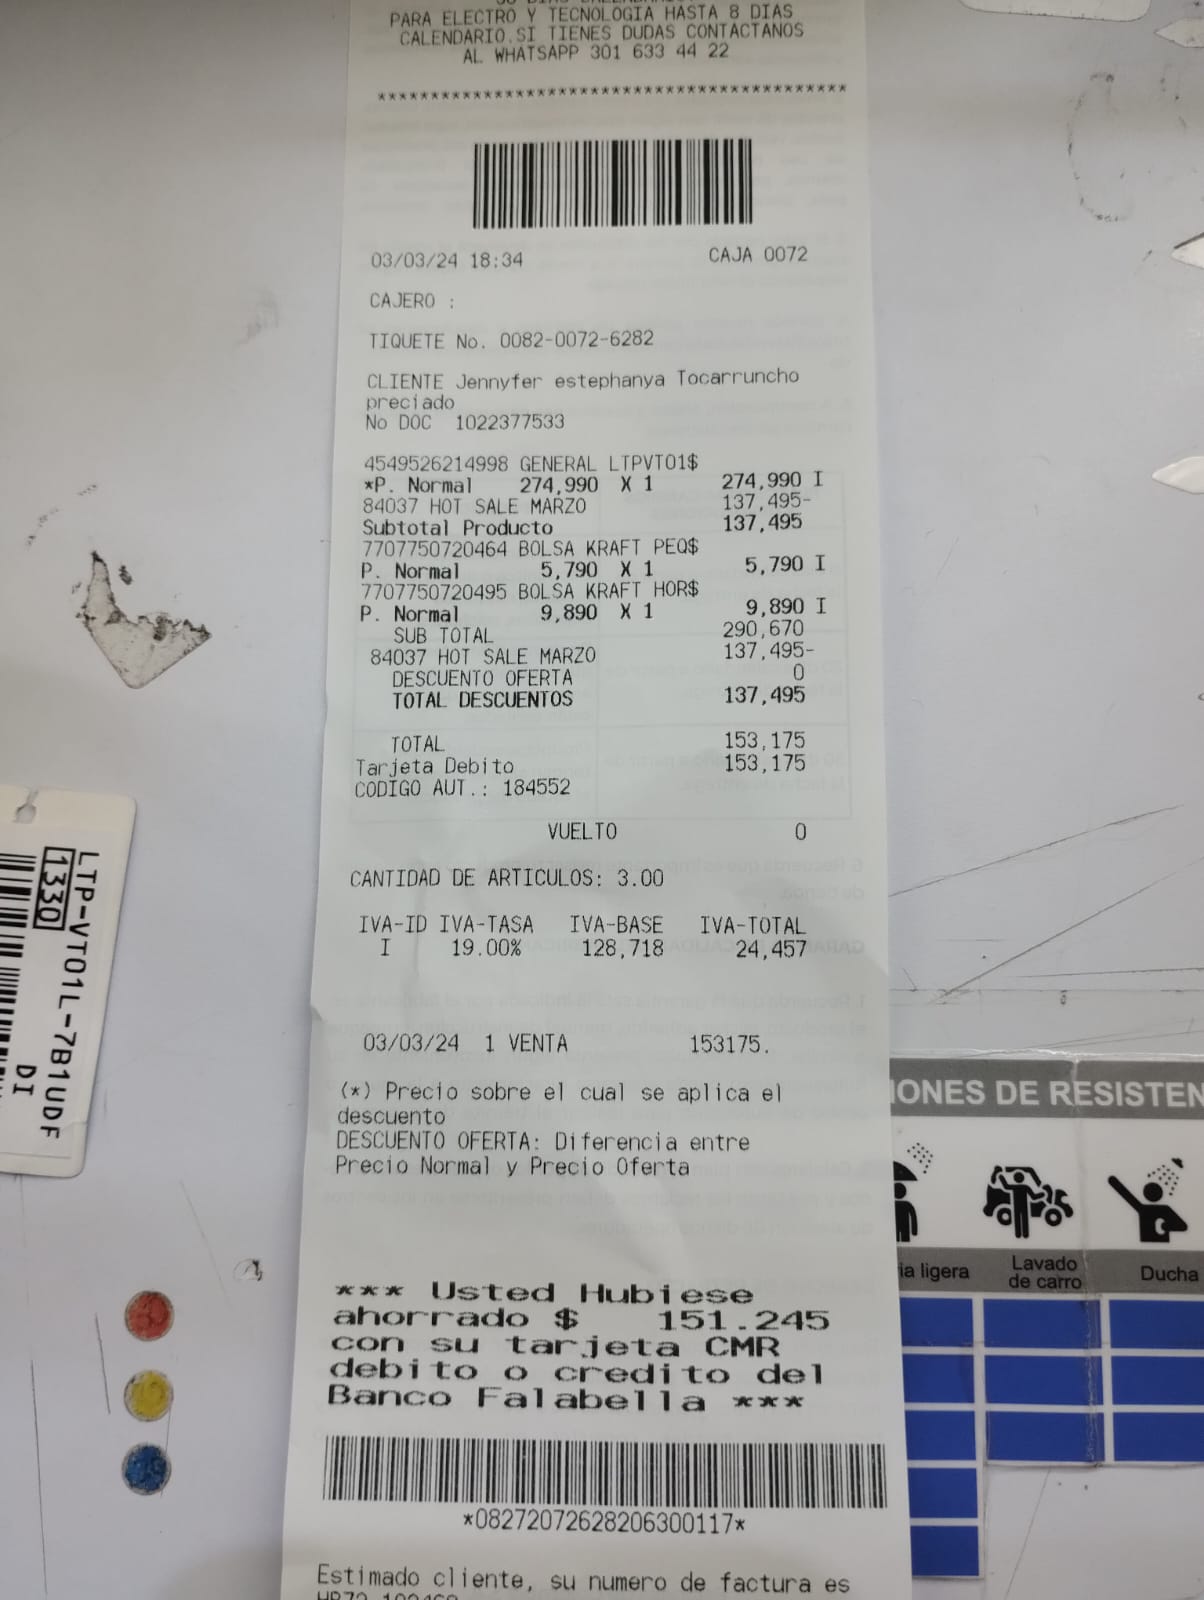 PARA ELECTRO Y TECNOLOGIA HASTA 8 DIAS
CALENDARIO.SI TIENES DUDAS CONTACTANOS
AL WHATSAPP 301 633 44 22
******************************************
03/03/24 18:34 CAJA 0072
CAJERO :
TIQUETE No. 0082-0072-6282
CLIENTE Jennyfer estephanya Tocarruncho
preciado
No DOC 1022377533
4549526214998 GENERAL LTPVT01$
*P. Normal 274,990 X 1 274,990 I
84037 HOT SALE MARZO 137,495-
Subtotal Producto 137,495
7707750720464 BOLSA KRAFT PEQ$
P. Normal 5,790 X 1 5,790 I
7707750720495 BOLSA KRAFT HOR$
P. Normal 9,890 X 1 9,890 I
SUB TOTAL 290,670
84037 HOT SALE MARZO 137,495-
DESCUENTO OFERTA 0
TOTAL DESCUENTOS 137,495
TOTAL 153,175
Tarjeta Debito 153,175
CODIGO AUT.: 184552
VUELTO 0
CANTIDAD DE ARTICULOS: 3.00
IVA-ID IVA-TASA IVA-BASE IVA-TOTAL
I 19.00% 128,718 24,457
03/03/24 1 VENTA 153175.
(*) Precio sobre el cual se aplica el
descuento
DESCUENTO OFERTA: Diferencia entre
Precio Normal y Precio Oferta
*** Usted Hubiese
ahorrado $ 151.245
con su tarjeta CMR
debito o credito del
Banco Falabella ***
*08272072628206300117*
Estimado cliente, su numero de factura es
LTP-VT01L-7B1UDF
1330
DI
IONES DE RESISTEN
ia ligera
Lavado
de carro
Ducha